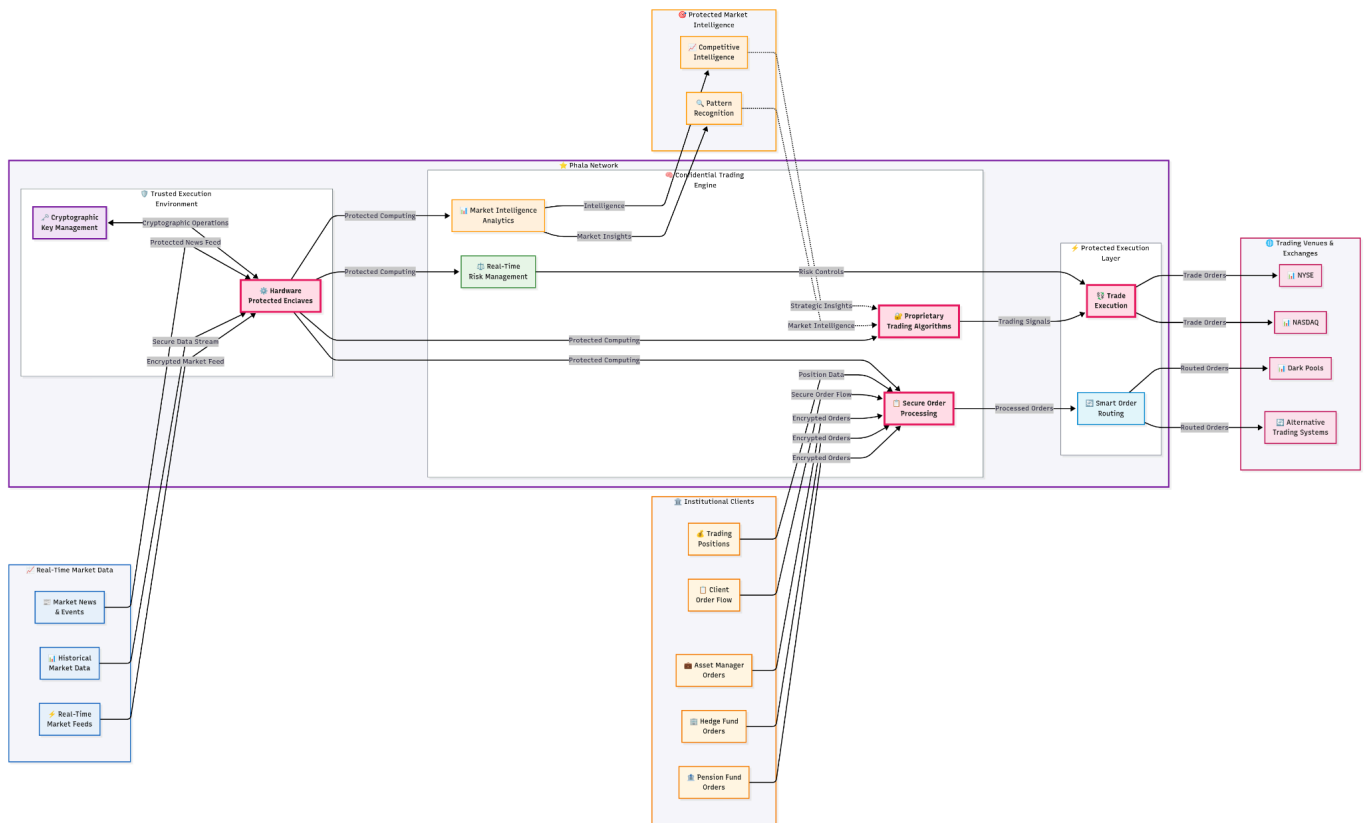 🎯 Protected Market
Intelligence
📈 Competitive
Intelligence
🔍 Pattern
Recognition
⭐ Phala Network
🛡️ Trusted Execution
Environment
🔑 Cryptographic
Key Management
Cryptographic Operations
Protected News Feed
⚙️ Hardware
Protected Enclaves
Secure Data Stream
Encrypted Market Feed
🧠 Confidential Trading
Engine
Protected Computing
Protected Computing
Protected Computing
Protected Computing
📊 Market Intelligence
Analytics
Intelligence
Market Insights
⚖️ Real-Time
Risk Management
Risk Controls
Strategic Insights
Market Intelligence
🔐 Proprietary
Trading Algorithms
Trading Signals
Position Data
Secure Order Flow
Encrypted Orders
Encrypted Orders
Encrypted Orders
📋 Secure Order
Processing
Processed Orders
⚡ Protected Execution
Layer
💱 Trade
Execution
🔄 Smart Order
Routing
Trade Orders
Trade Orders
Routed Orders
Routed Orders
🌐 Trading Venues &
Exchanges
📊 NYSE
📊 NASDAQ
📊 Dark Pools
🔄 Alternative
Trading Systems
📈 Real-Time Market Data
📰 Market News
& Events
📊 Historical
Market Data
⚡ Real-Time
Market Feeds
🏛️ Institutional Clients
💰 Trading
Positions
📋 Client
Order Flow
💼 Asset Manager
Orders
🏢 Hedge Fund
Orders
🏦 Pension Fund
Orders